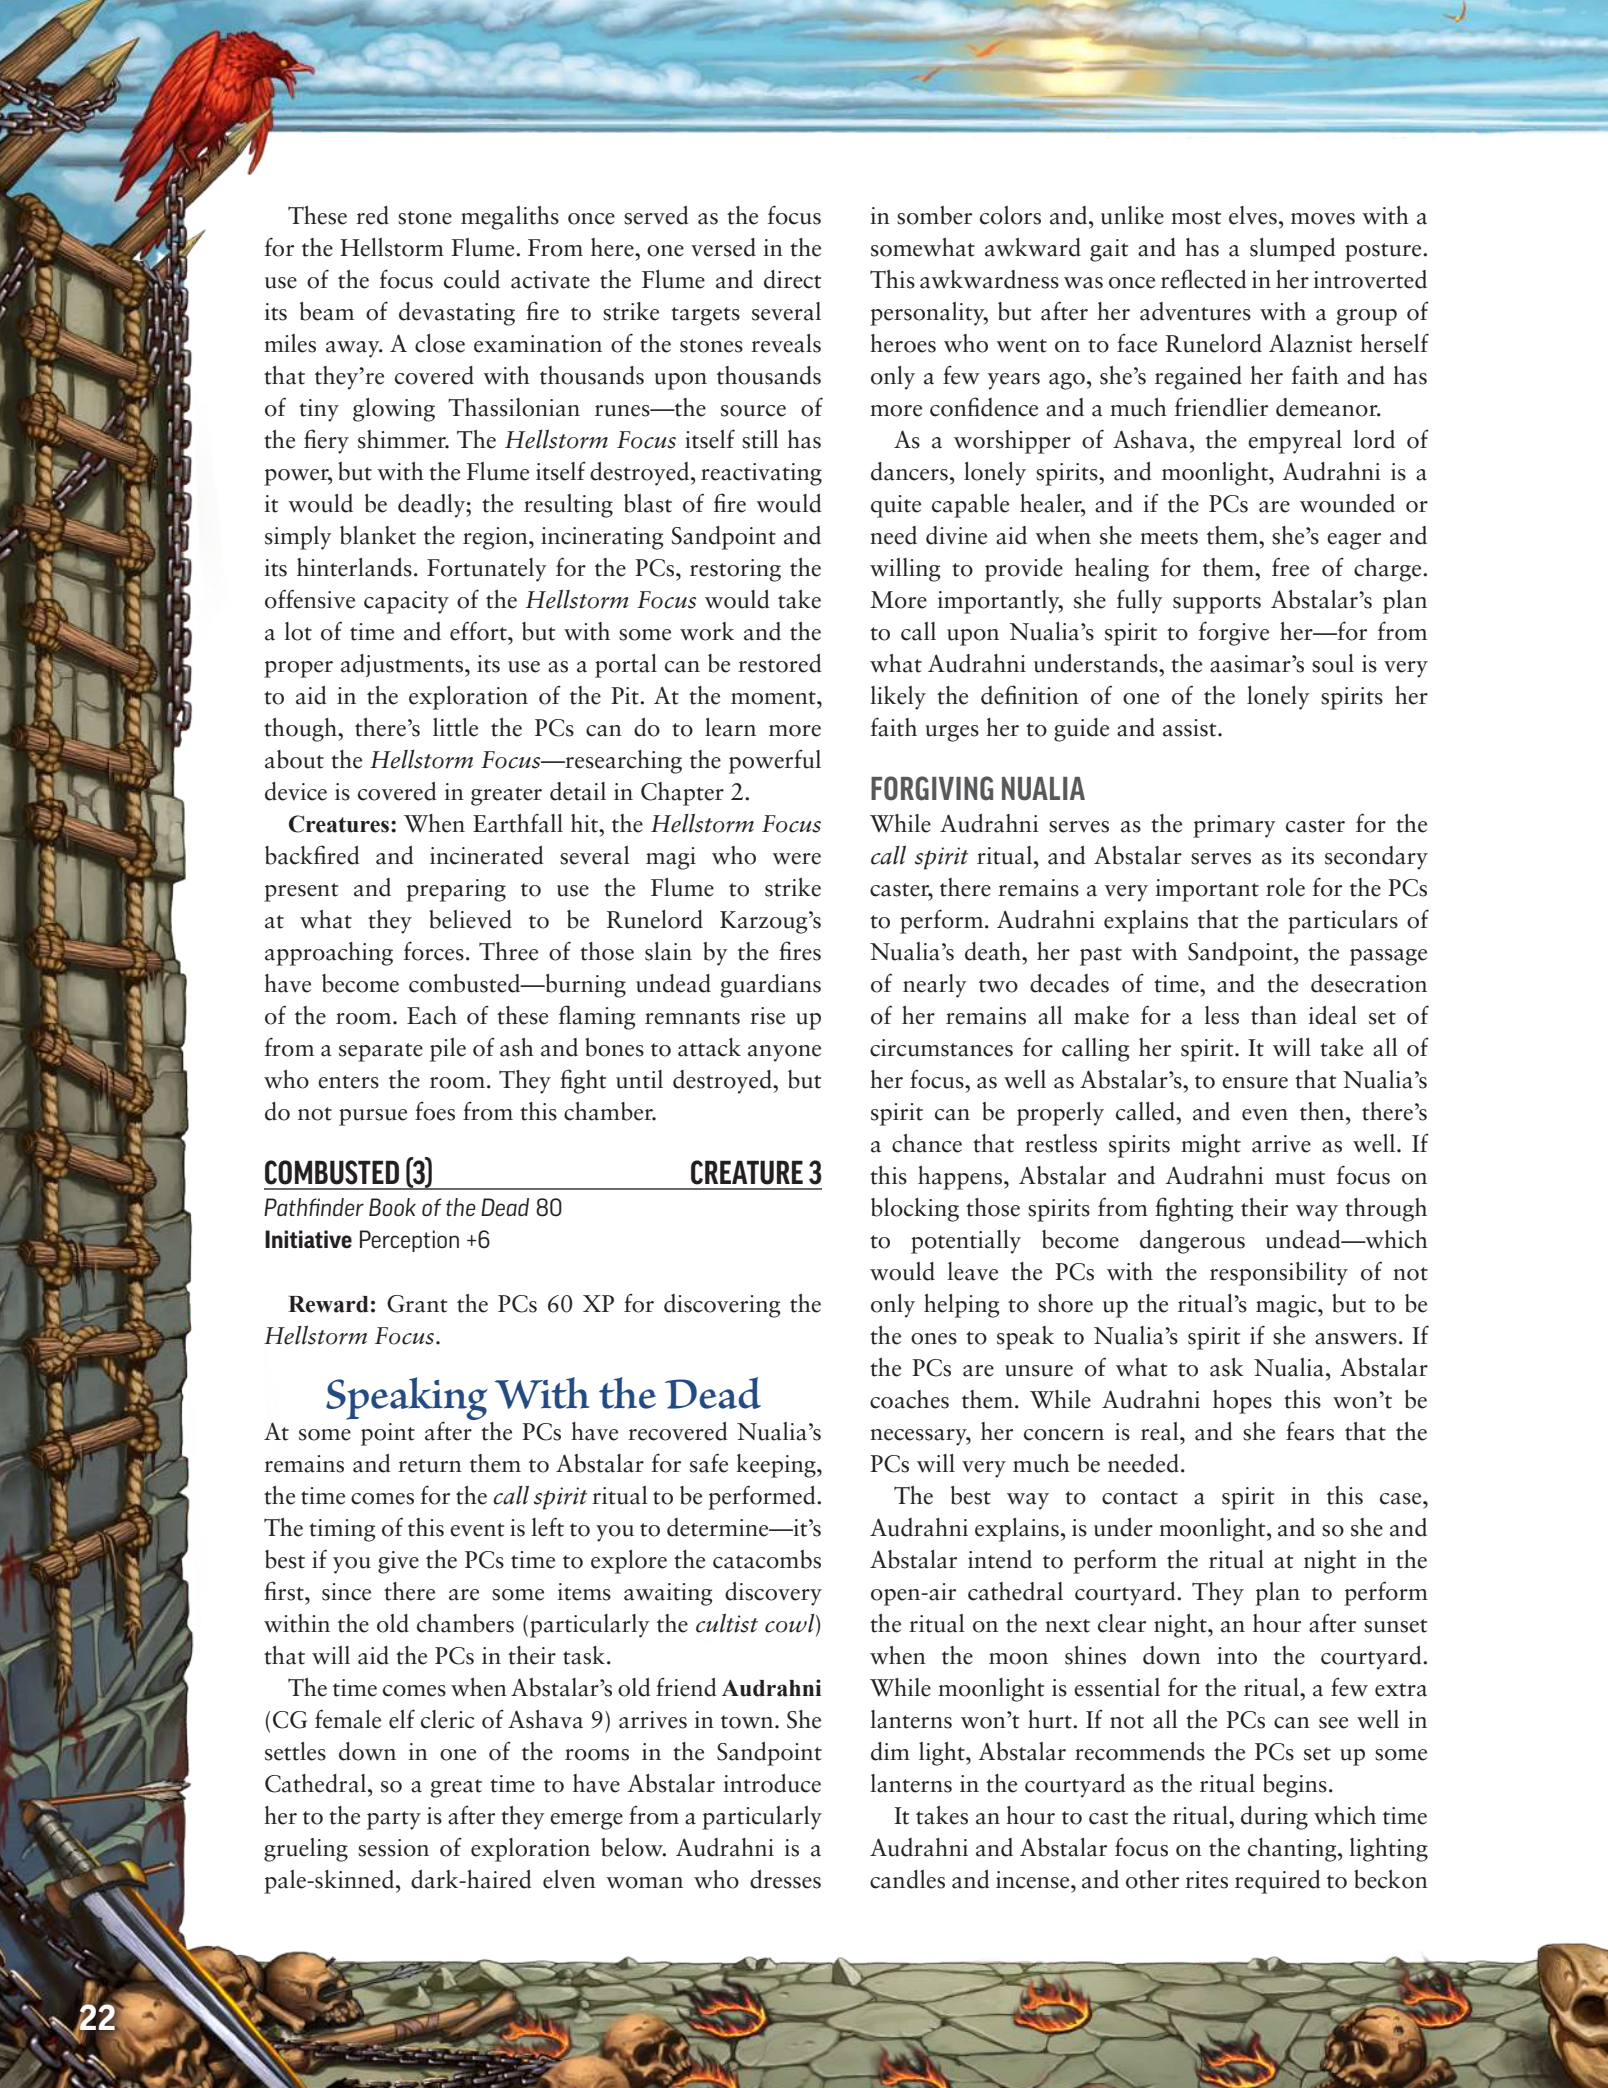 These red stone megaliths once served as the focus
for the Hellstorm Flume. From here, one versed in the
use of the focus could activate the Flume and direct
its beam of devastating fire to strike targets several
miles away. A close examination of the stones reveals
that they’re covered with thousands upon thousands
of tiny glowing Thassilonian runes—the source of
the fiery shimmer. The Hellstorm Focus itself still has
power, but with the Flume itself destroyed, reactivating
it would be deadly; the resulting blast of fire would
simply blanket the region, incinerating Sandpoint and
its hinterlands. Fortunately for the PCs, restoring the
offensive capacity of the Hellstorm Focus would take
a lot of time and effort, but with some work and the
proper adjustments, its use as a portal can be restored
to aid in the exploration of the Pit. At the moment,
though, there’s little the PCs can do to learn more
about the Hellstorm Focus—researching the powerful
device is covered in greater detail in Chapter 2.
Creatures: When Earthfall hit, the Hellstorm Focus
backfired and incinerated several magi who were
present and preparing to use the Flume to strike
at what they believed to be Runelord Karzoug’s
approaching forces. Three of those slain by the fires
have become combusted—burning undead guardians
of the room. Each of these flaming remnants rise up
from a separate pile of ash and bones to attack anyone
who enters the room. They fight until destroyed, but
do not pursue foes from this chamber.
COMBUSTED (3) CREATURE 3
Pathfinder Book of the Dead 80
Initiative Perception +6
Reward: Grant the PCs 60 XP for discovering the
Hellstorm Focus.
Speaking With the Dead
At some point after the PCs have recovered Nualia’s
remains and return them to Abstalar for safe keeping,
the time comes for the call spirit ritual to be performed.
The timing of this event is left to you to determine—it’s
best if you give the PCs time to explore the catacombs
first, since there are some items awaiting discovery
within the old chambers (particularly the cultist cowl)
that will aid the PCs in their task.
The time comes when Abstalar’s old friend Audrahni
(CG female elf cleric of Ashava 9) arrives in town. She
settles down in one of the rooms in the Sandpoint
Cathedral, so a great time to have Abstalar introduce
her to the party is after they emerge from a particularly
grueling session of exploration below. Audrahni is a
pale-skinned, dark-haired elven woman who dresses
in somber colors and, unlike most elves, moves with a
somewhat awkward gait and has a slumped posture.
This awkwardness was once reflected in her introverted
personality, but after her adventures with a group of
heroes who went on to face Runelord Alaznist herself
only a few years ago, she’s regained her faith and has
more confidence and a much friendlier demeanor.
As a worshipper of Ashava, the empyreal lord of
dancers, lonely spirits, and moonlight, Audrahni is a
quite capable healer, and if the PCs are wounded or
need divine aid when she meets them, she’s eager and
willing to provide healing for them, free of charge.
More importantly, she fully supports Abstalar’s plan
to call upon Nualia’s spirit to forgive her—for from
what Audrahni understands, the aasimar’s soul is very
likely the definition of one of the lonely spirits her
faith urges her to guide and assist.
FORGIVING NUALIA
While Audrahni serves as the primary caster for the
call spirit ritual, and Abstalar serves as its secondary
caster, there remains a very important role for the PCs
to perform. Audrahni explains that the particulars of
Nualia’s death, her past with Sandpoint, the passage
of nearly two decades of time, and the desecration
of her remains all make for a less than ideal set of
circumstances for calling her spirit. It will take all of
her focus, as well as Abstalar’s, to ensure that Nualia’s
spirit can be properly called, and even then, there’s
a chance that restless spirits might arrive as well. If
this happens, Abstalar and Audrahni must focus on
blocking those spirits from fighting their way through
to potentially become dangerous undead—which
would leave the PCs with the responsibility of not
only helping to shore up the ritual’s magic, but to be
the ones to speak to Nualia’s spirit if she answers. If
the PCs are unsure of what to ask Nualia, Abstalar
coaches them. While Audrahni hopes this won’t be
necessary, her concern is real, and she fears that the
PCs will very much be needed.
The best way to contact a spirit in this case,
Audrahni explains, is under moonlight, and so she and
Abstalar intend to perform the ritual at night in the
open-air cathedral courtyard. They plan to perform
the ritual on the next clear night, an hour after sunset
when the moon shines down into the courtyard.
While moonlight is essential for the ritual, a few extra
lanterns won’t hurt. If not all the PCs can see well in
dim light, Abstalar recommends the PCs set up some
lanterns in the courtyard as the ritual begins.
It takes an hour to cast the ritual, during which time
Audrahni and Abstalar focus on the chanting, lighting
candles and incense, and other rites required to beckon
22